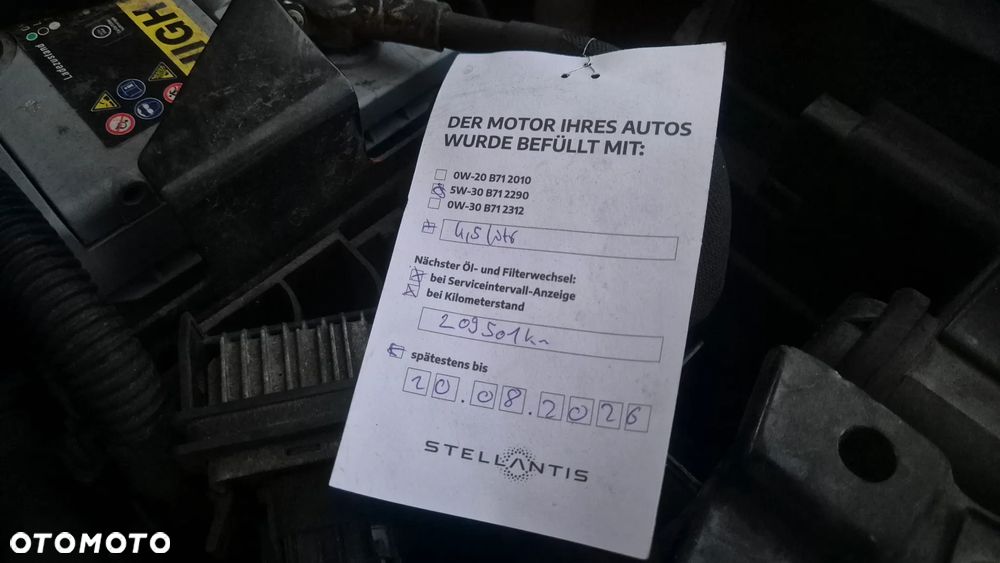 HIGH
Ladezustand
DER MOTOR IHRES AUTOS
WURDE BEFÜLLT MIT:
0W-20 B71 2010
5W-30 B71 2290
0W-30 B71 2312
4,5 liter
Nächster Öl- und Filterwechsel:
bei Serviceintervall-Anzeige
bei Kilometerstand
209501km
spätestens bis
20.08.2026
STELLANTIS
OTOMOTO